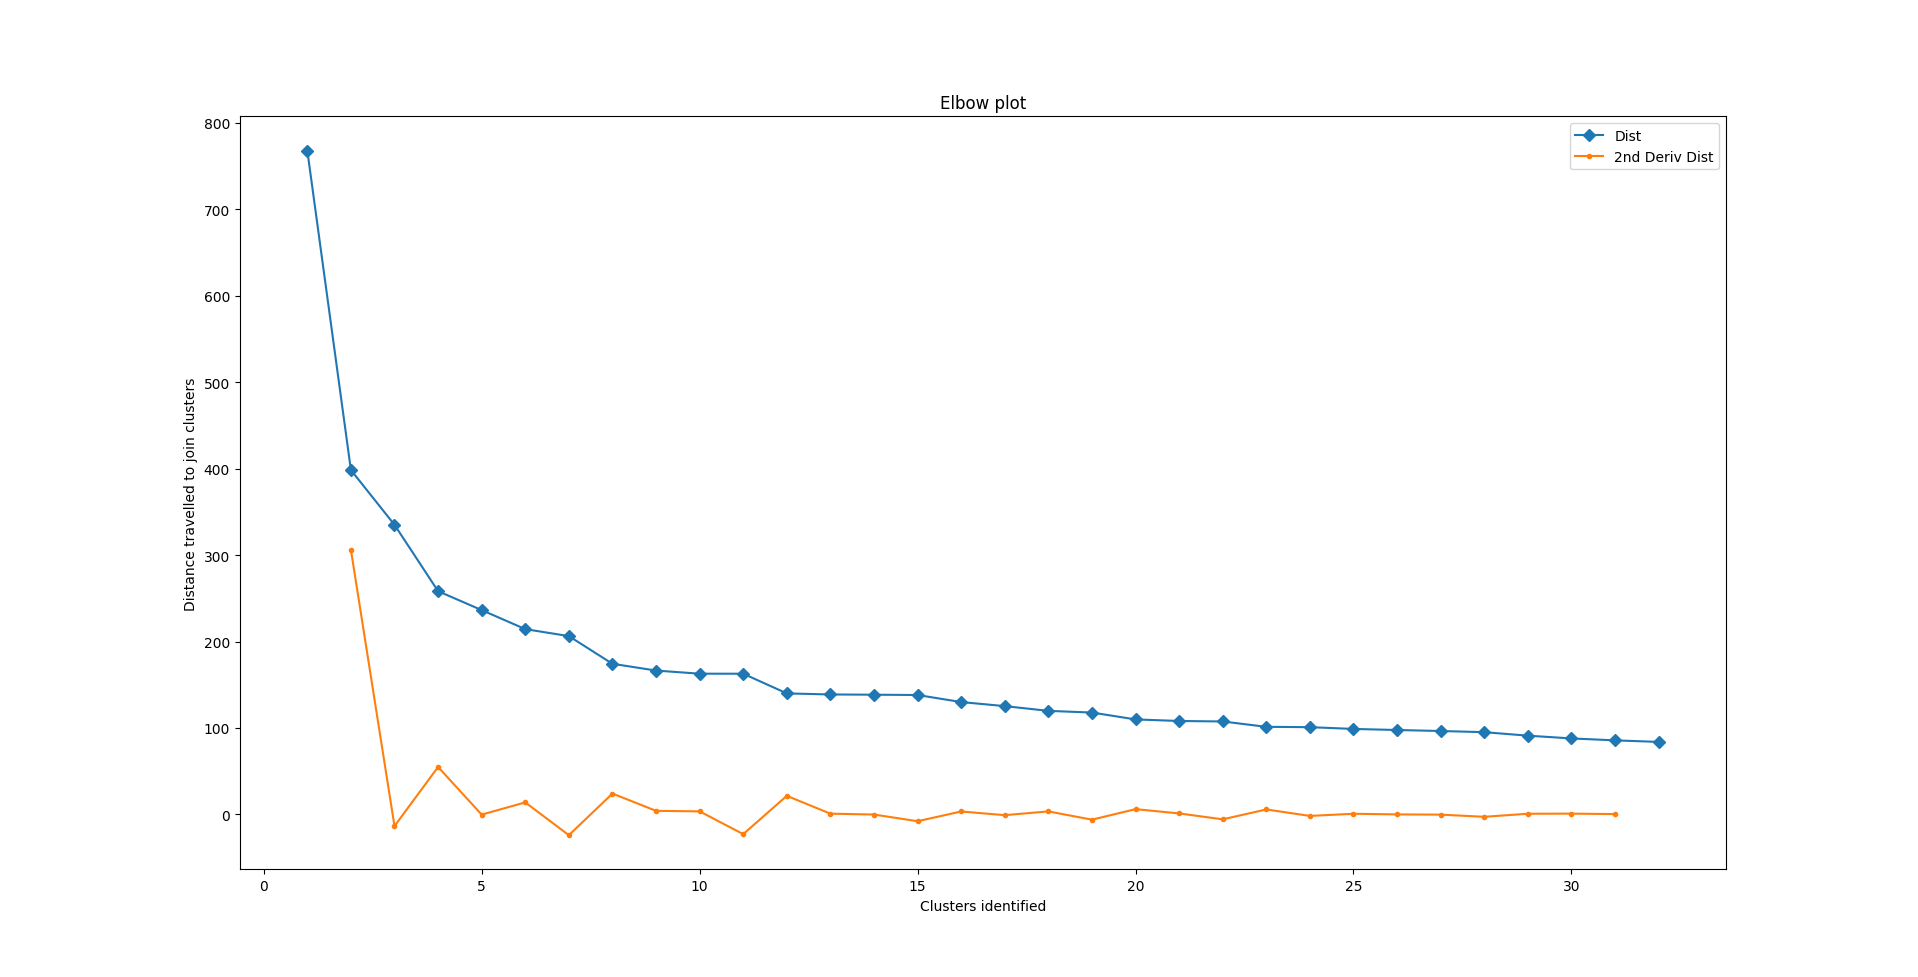 Elbow plot
Dist
2nd Deriv Dist
Distance travelled to join clusters
800
700
600
500
400
300
200
100
0
0 5 10 15 20 25 30
Clusters identified